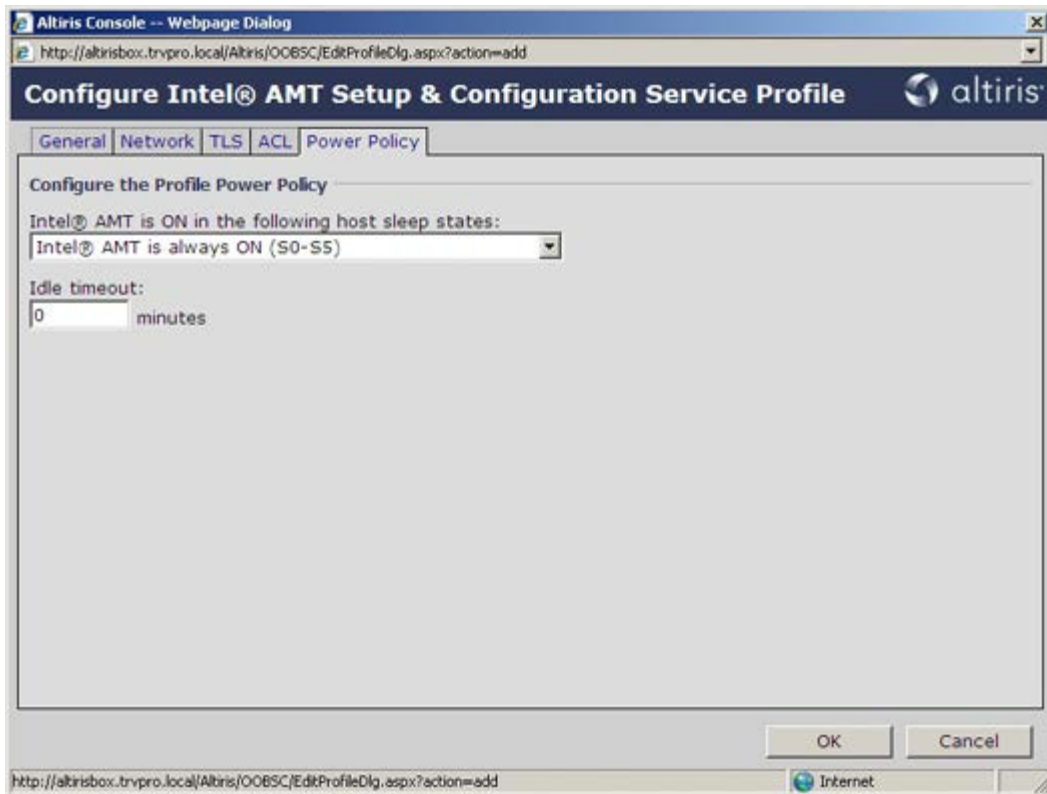 Altiris Console -- Webpage Dialog
http://altirisbox.trvpro.local/Altiris/OOBSC/EditProfileDlg.aspx?action=add
Configure Intel® AMT Setup & Configuration Service Profile
altiris
General Network TLS ACL Power Policy
Configure the Profile Power Policy
Intel® AMT is ON in the following host sleep states:
Intel® AMT is always ON (S0-S5)
Idle timeout:
0 minutes
OK Cancel
http://altirisbox.trvpro.local/Altiris/OOBSC/EditProfileDlg.aspx?action=add Internet